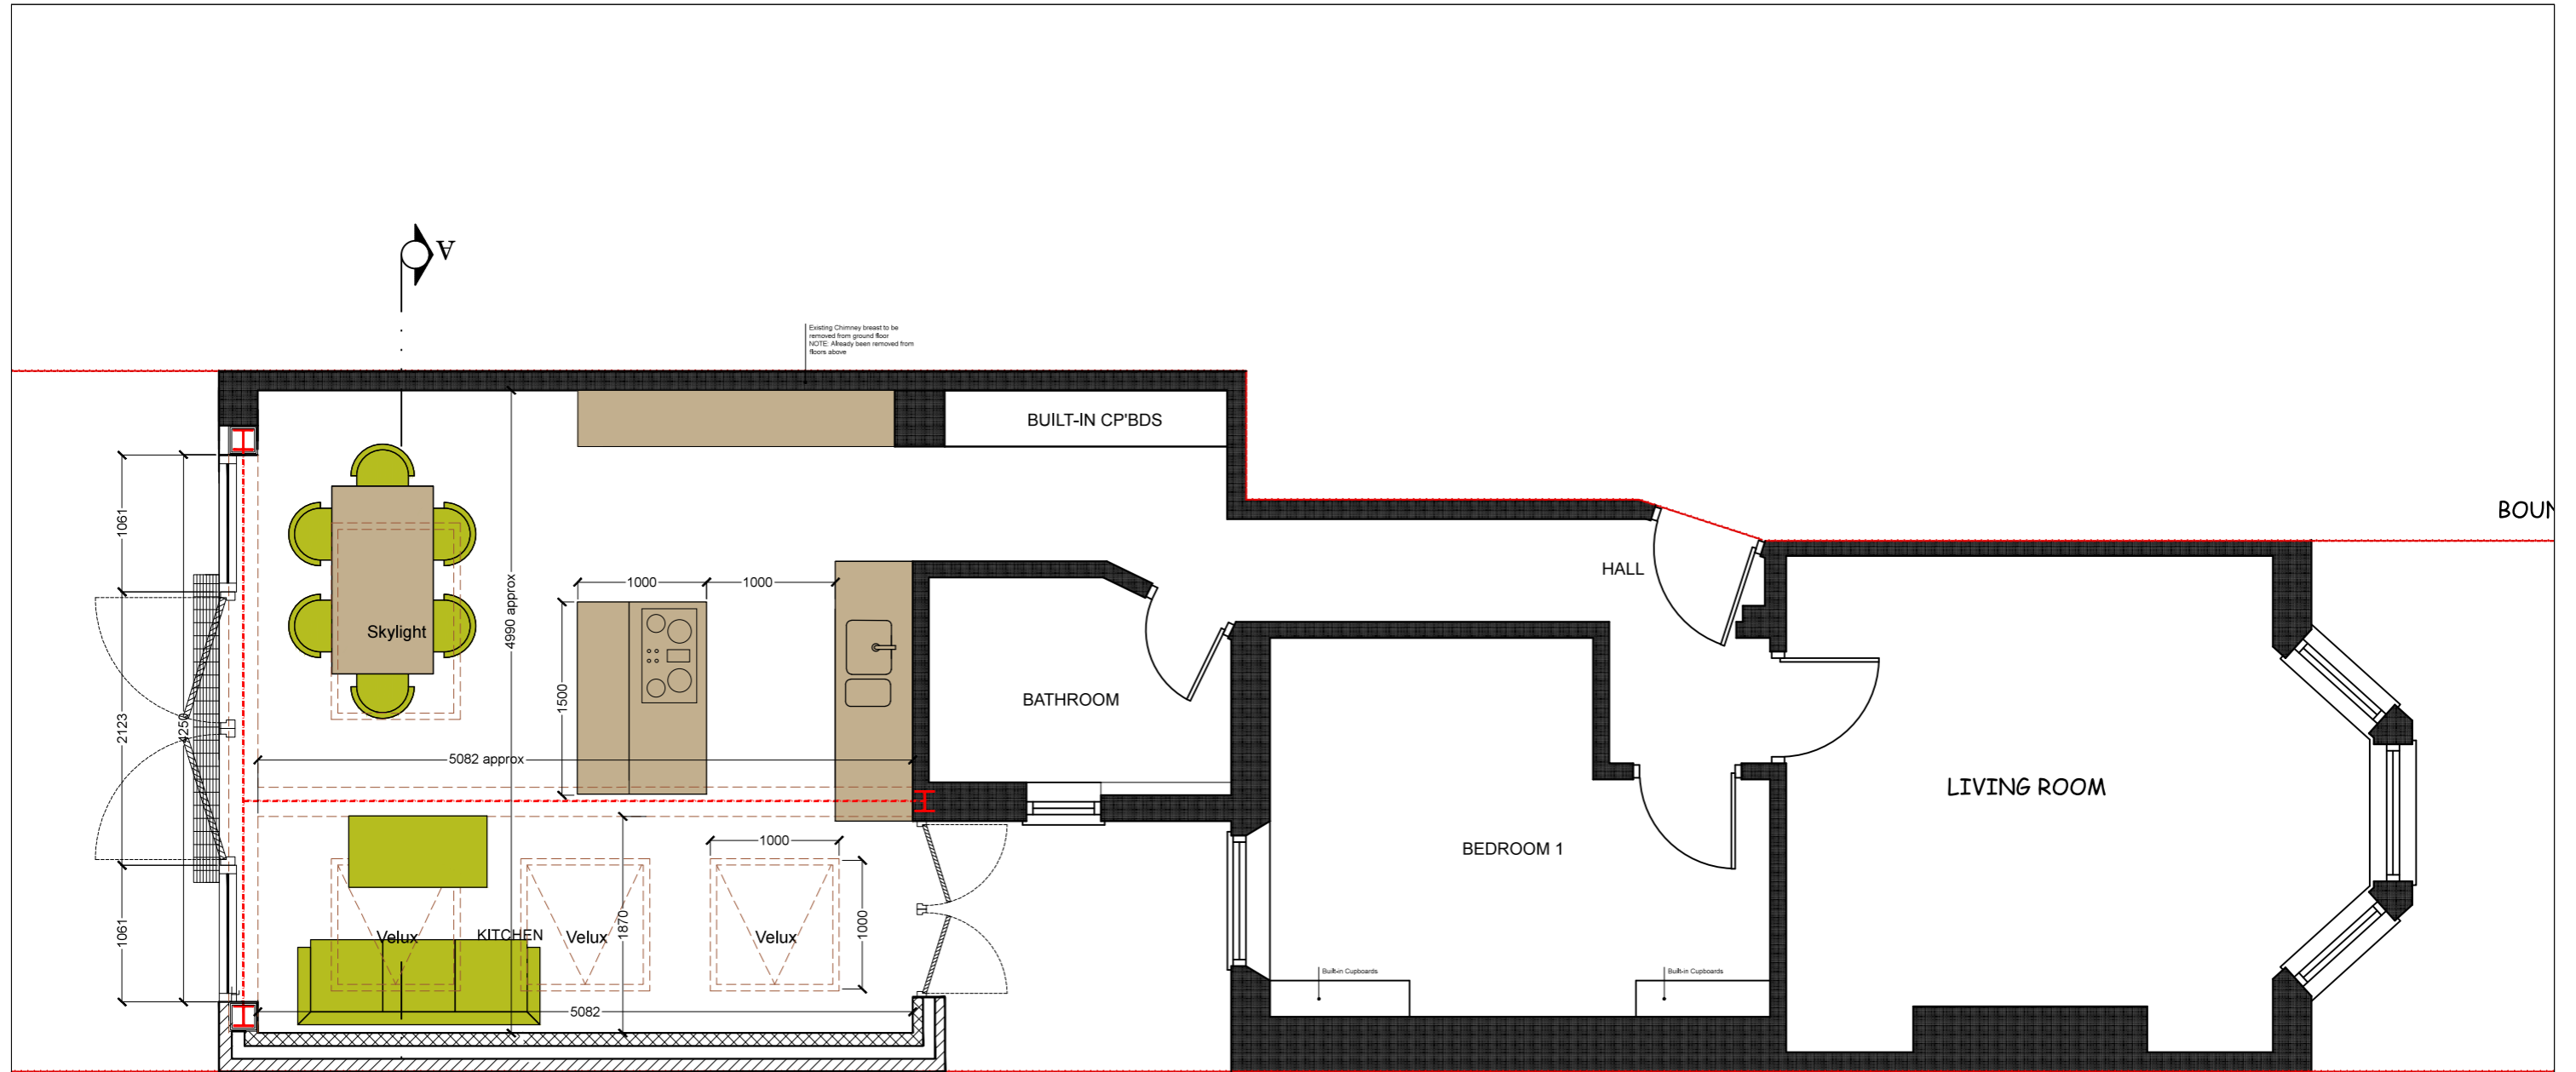 A
Existing Chimney breast to be
removed from ground floor
NOTE: Already been removed from
floors above
BUILT-IN CP'BDS
BOUN
1061
HALL
1000
1000
4990 approx
Skylight
1500
BATHROOM
2123
4250
5082 approx
LIVING ROOM
1000
BEDROOM 1
1061
Velux
KITCHEN
Velux
1870
Velux
1000
Built-in Cupboards
Built-in Cupboards
5082